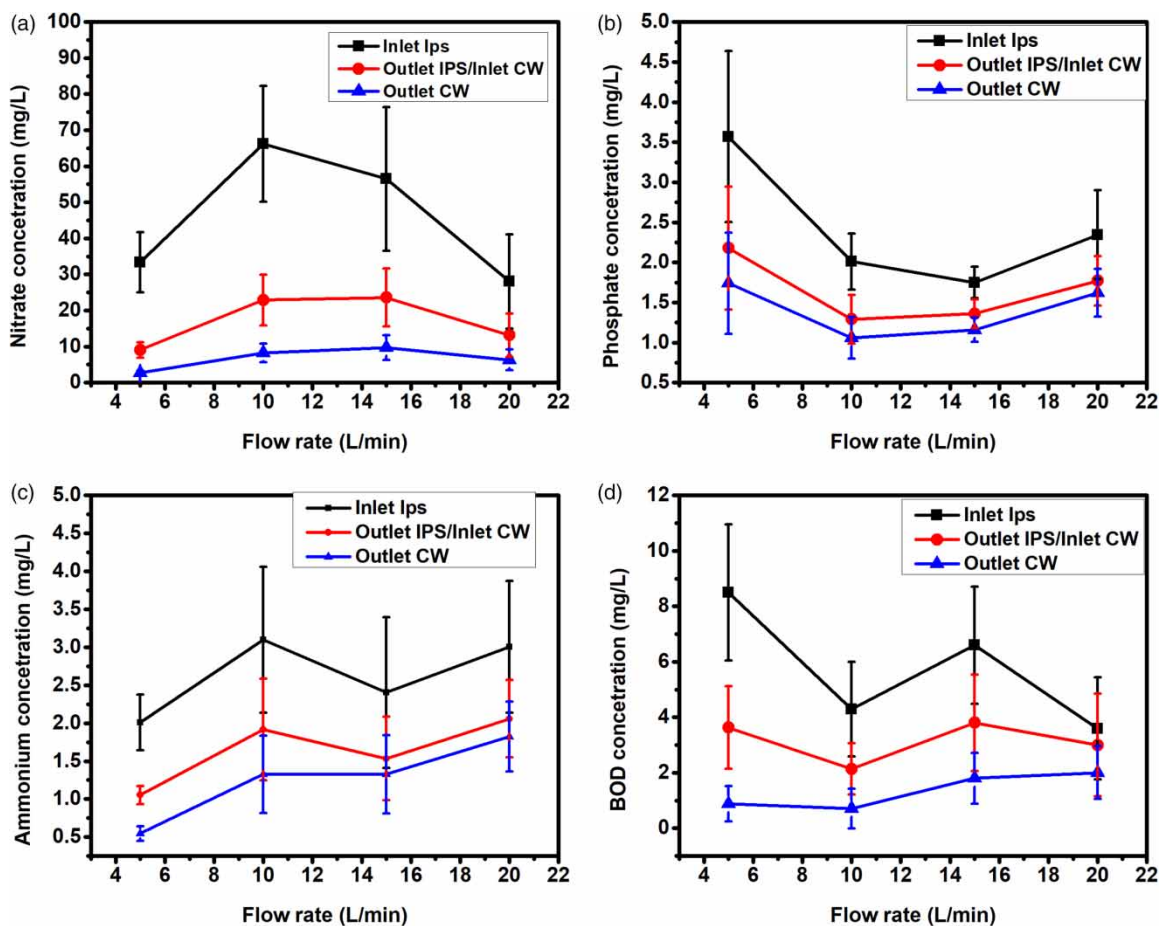 (a)
100
90
80
70
60
50
40
30
20
10
0
Nitrate concetration (mg/L)
Inlet Ips
Outlet IPS/Inlet CW
Outlet CW
4 6 8 10 12 14 16 18 20 22
Flow rate (L/min)
(b)
5.0
4.5
4.0
3.5
3.0
2.5
2.0
1.5
1.0
0.5
Phosphate concetration (mg/L)
Inlet Ips
Outlet IPS/Inlet CW
Outlet CW
4 6 8 10 12 14 16 18 20 22
Flow rate (L/min)
(c)
5.0
4.5
4.0
3.5
3.0
2.5
2.0
1.5
1.0
0.5
Ammonium concetration (mg/L)
Inlet Ips
Outlet IPS/Inlet CW
Outlet CW
4 6 8 10 12 14 16 18 20 22
Flow rate (L/min)
(d)
12
10
8
6
4
2
0
BOD concetration (mg/L)
Inlet Ips
Outlet IPS/Inlet CW
Outlet CW
4 6 8 10 12 14 16 18 20 22
Flow rate (L/min)